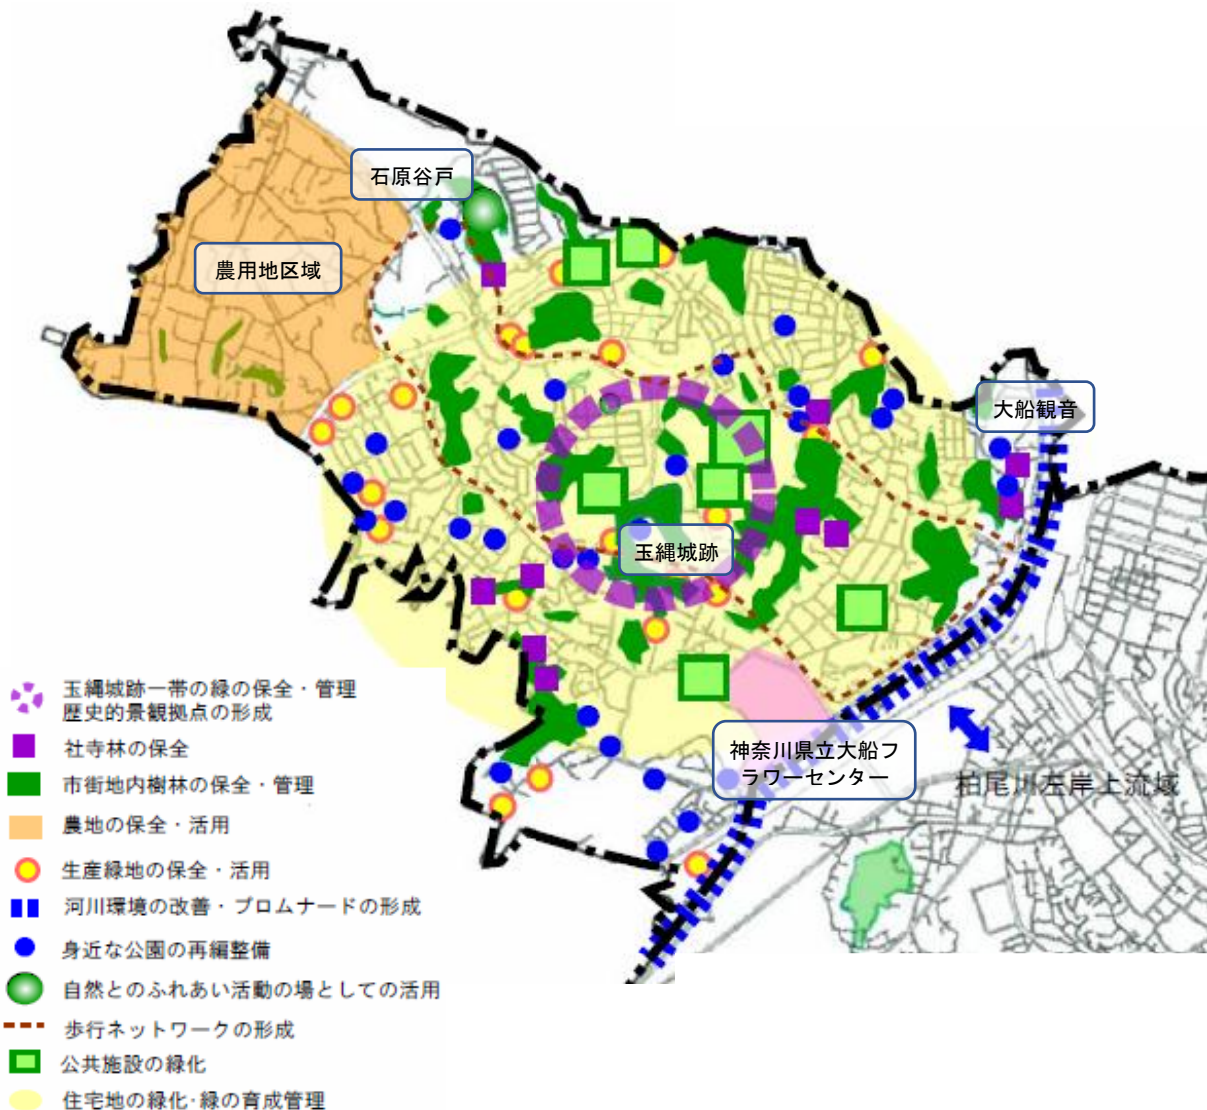 石原谷戸
農用地区域
大船観音
玉縄城跡
神奈川県立大船フ
ラワーセンター
柏尾川左岸上流域
玉縄城跡一帯の緑の保全・管理
歴史的景観拠点の形成
社寺林の保全
市街地内樹林の保全・管理
農地の保全・活用
生産緑地の保全・活用
河川環境の改善・プロムナードの形成
身近な公園の再編整備
自然とのふれあい活動の場としての活用
歩行ネットワークの形成
公共施設の緑化
住宅地の緑化・緑の育成管理